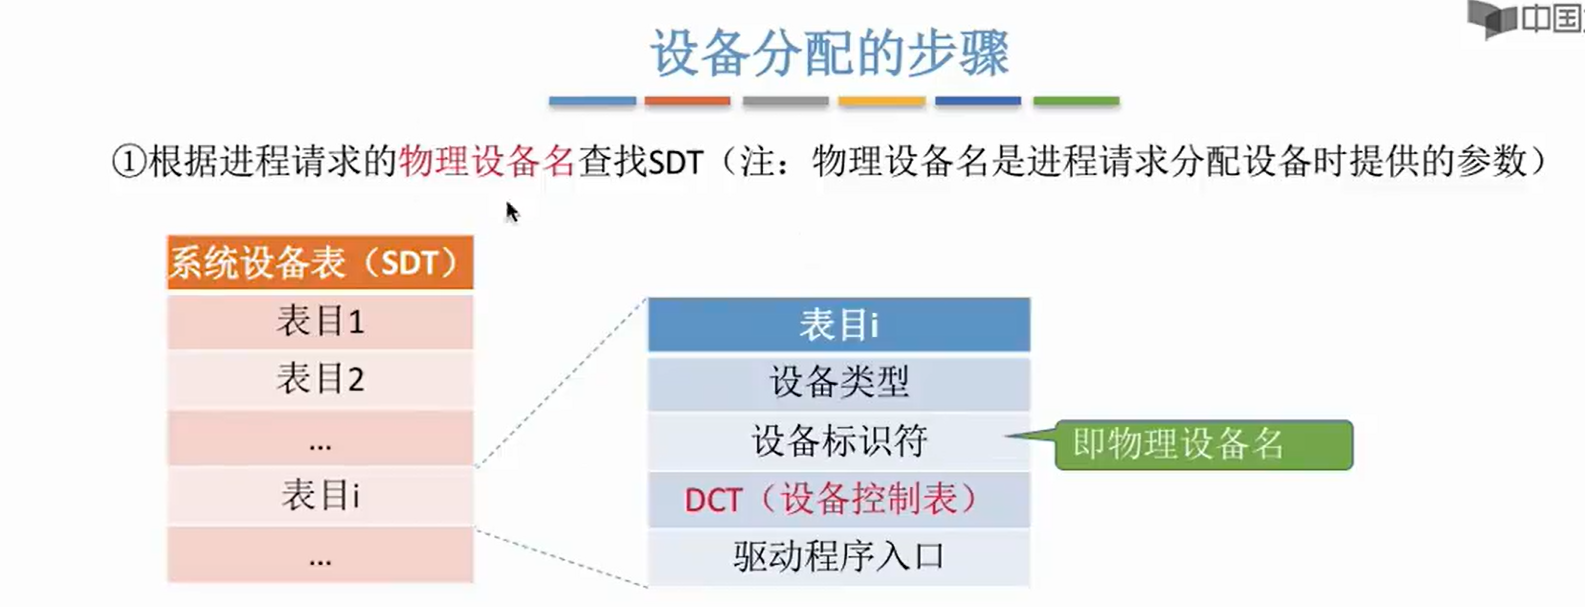 中国
设备分配的步骤
①根据进程请求的物理设备名查找SDT（注：物理设备名是进程请求分配设备时提供的参数）
系统设备表（SDT）
表目1
表目2
...
表目i
...
表目i
设备类型
设备标识符
即物理设备名
DCT（设备控制表）
驱动程序入口